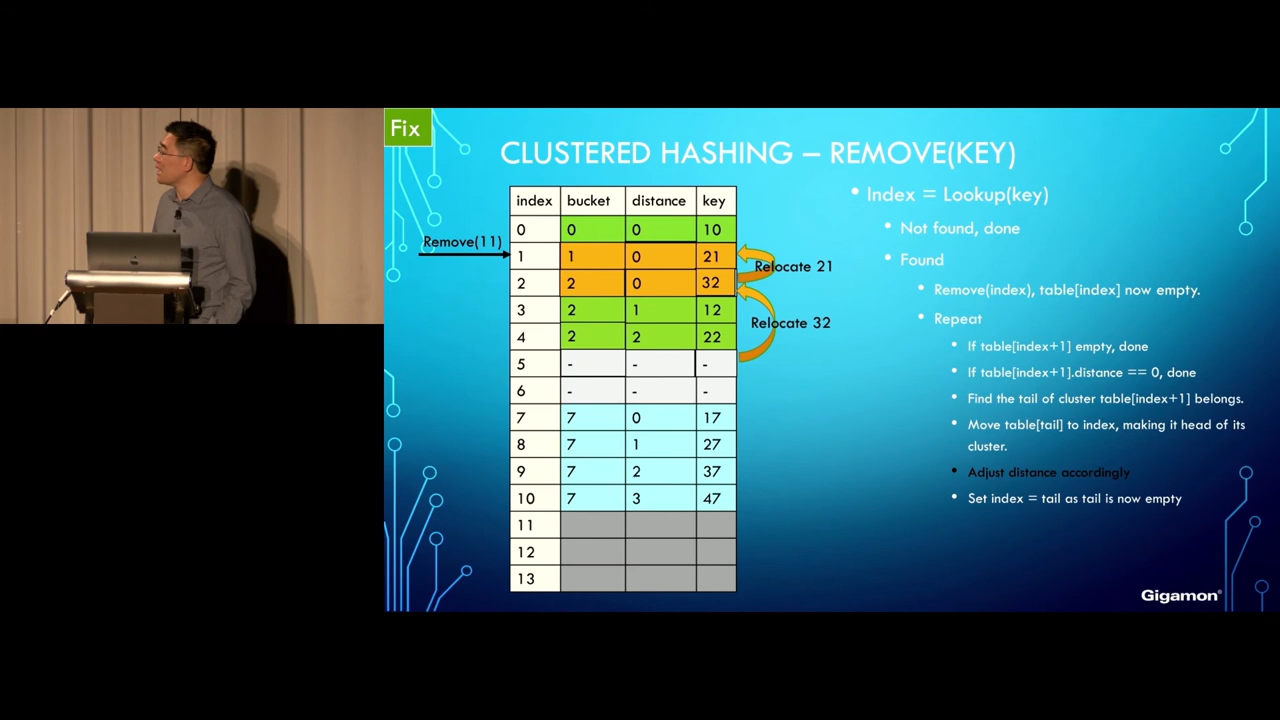 Fix
CLUSTERED HASHING – REMOVE(KEY)
index bucket distance key
0 0 0 10
Remove(11)
1 1 0 21
Relocate 21
2 2 0 32
3 2 1 12
Relocate 32
4 2 2 22
5 - - -
6 - - -
7 7 0 17
8 7 1 27
9 7 2 37
10 7 3 47
11
12
13
• Index = Lookup(key)
• Not found, done
• Found
• Remove(index), table[index] now empty.
• Repeat
• If table[index+1] empty, done
• If table[index+1].distance == 0, done
• Find the tail of cluster table[index+1] belongs.
• Move table[tail] to index, making it head of its
cluster.
• Adjust distance accordingly
• Set index = tail as tail is now empty
Gigamon®